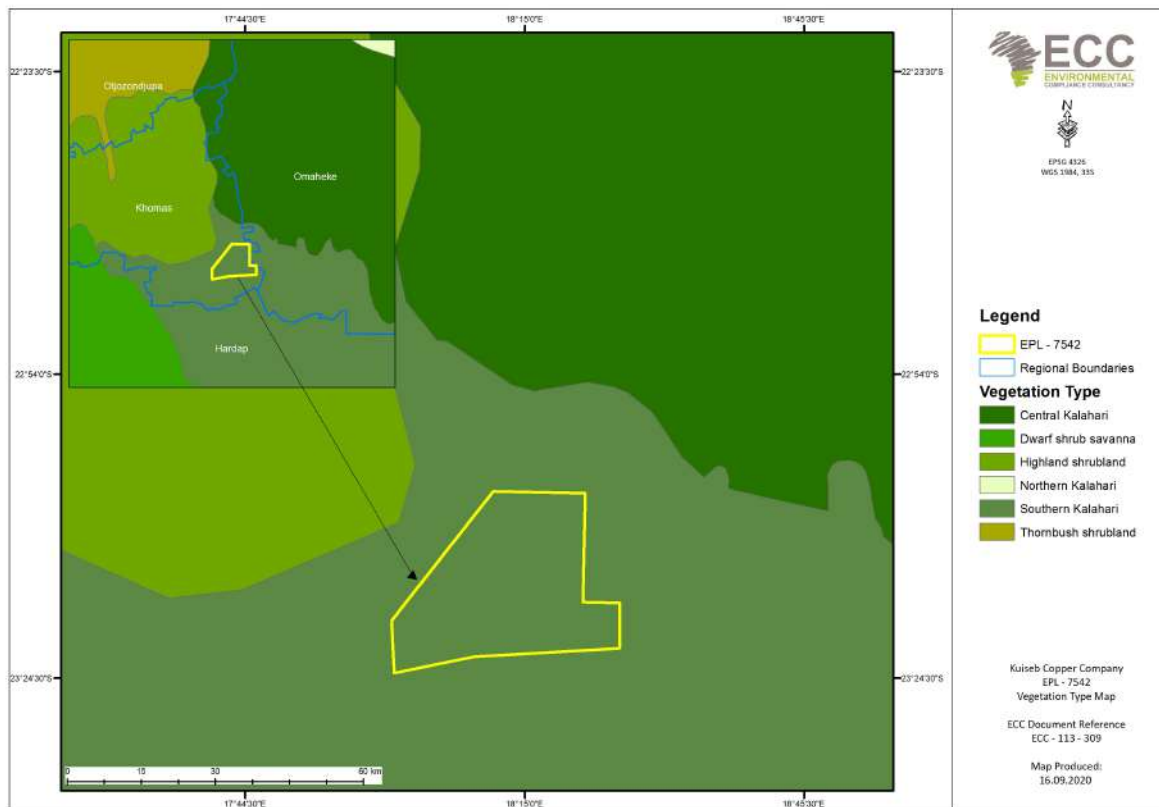 17°44'30"E
18°15'0"E
18°45'30"E
22°23'30"S
22°23'30"S
Otjozondjupa
Omaheke
Khomas
Hardap
22°54'0"S
22°54'0"S
23°24'30"S
23°24'30"S
0 15 30 60 km
17°44'30"E
18°15'0"E
18°45'30"E
ECC
ENVIRONMENTAL
COMPLIANCE CONSULTANCY
N
EPSG 4326
WGS 1984, 33S
Legend
EPL - 7542
Regional Boundaries
Vegetation Type
Central Kalahari
Dwarf shrub savanna
Highland shrubland
Northern Kalahari
Southern Kalahari
Thornbush shrubland
Kuiseb Copper Company
EPL - 7542
Vegetation Type Map
ECC Document Reference
ECC - 113 - 309
Map Produced:
16.09.2020